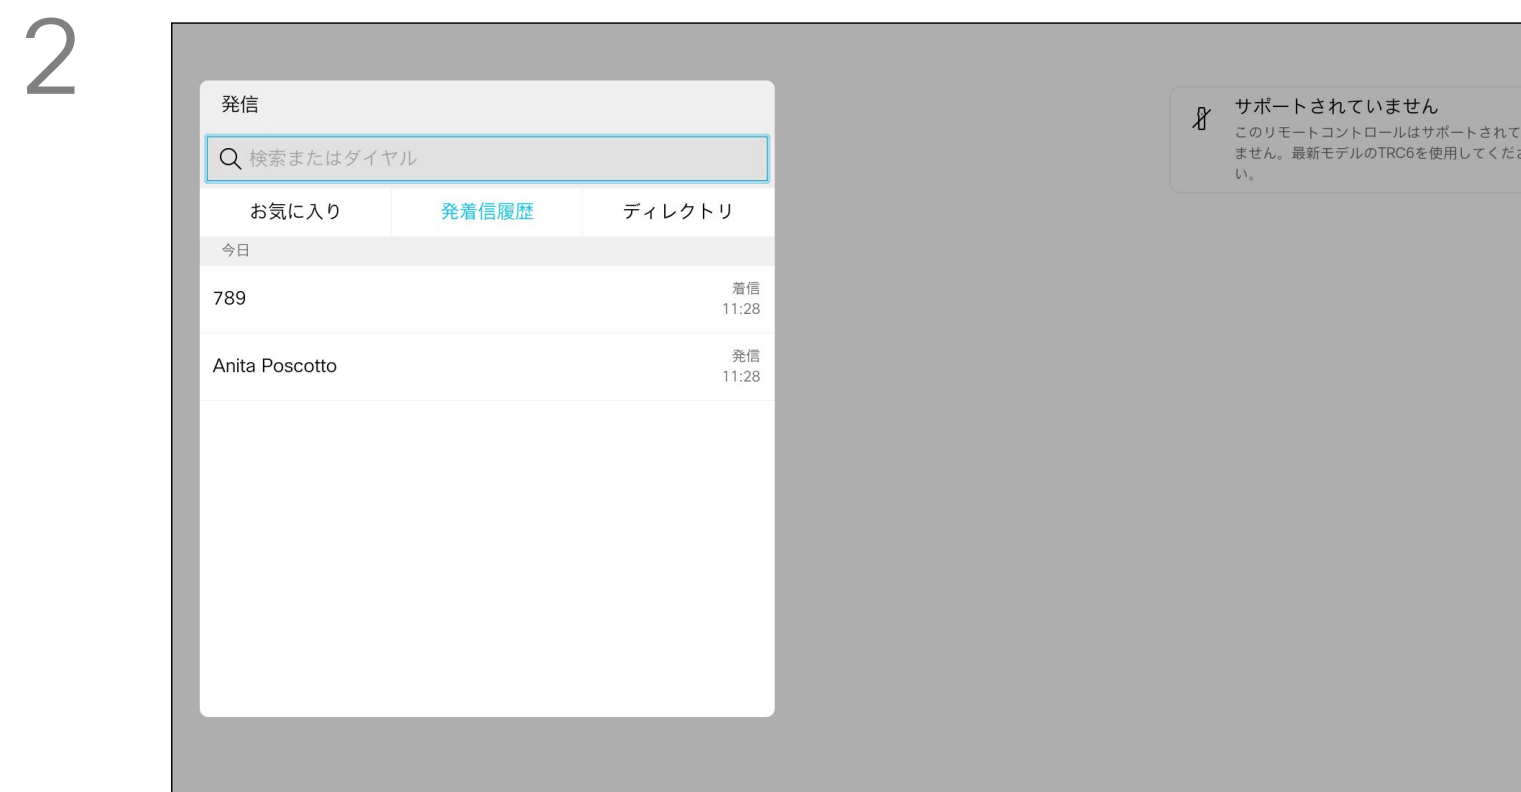 2
発信
検索またはダイヤル
お気に入り 発着信履歴 ディレクトリ
今日
789 着信
11:28
Anita Poscotto 発信
11:28
サポートされていません
このリモートコントロールはサポートされて
ません。最新モデルのTRC6を使用してくださ
い。